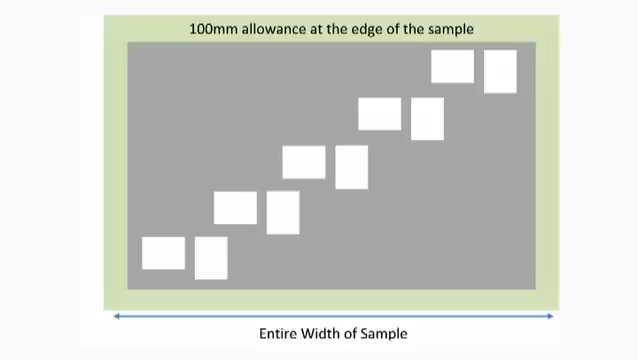 100mm allowance at the edge of the sample
Entire Width of Sample